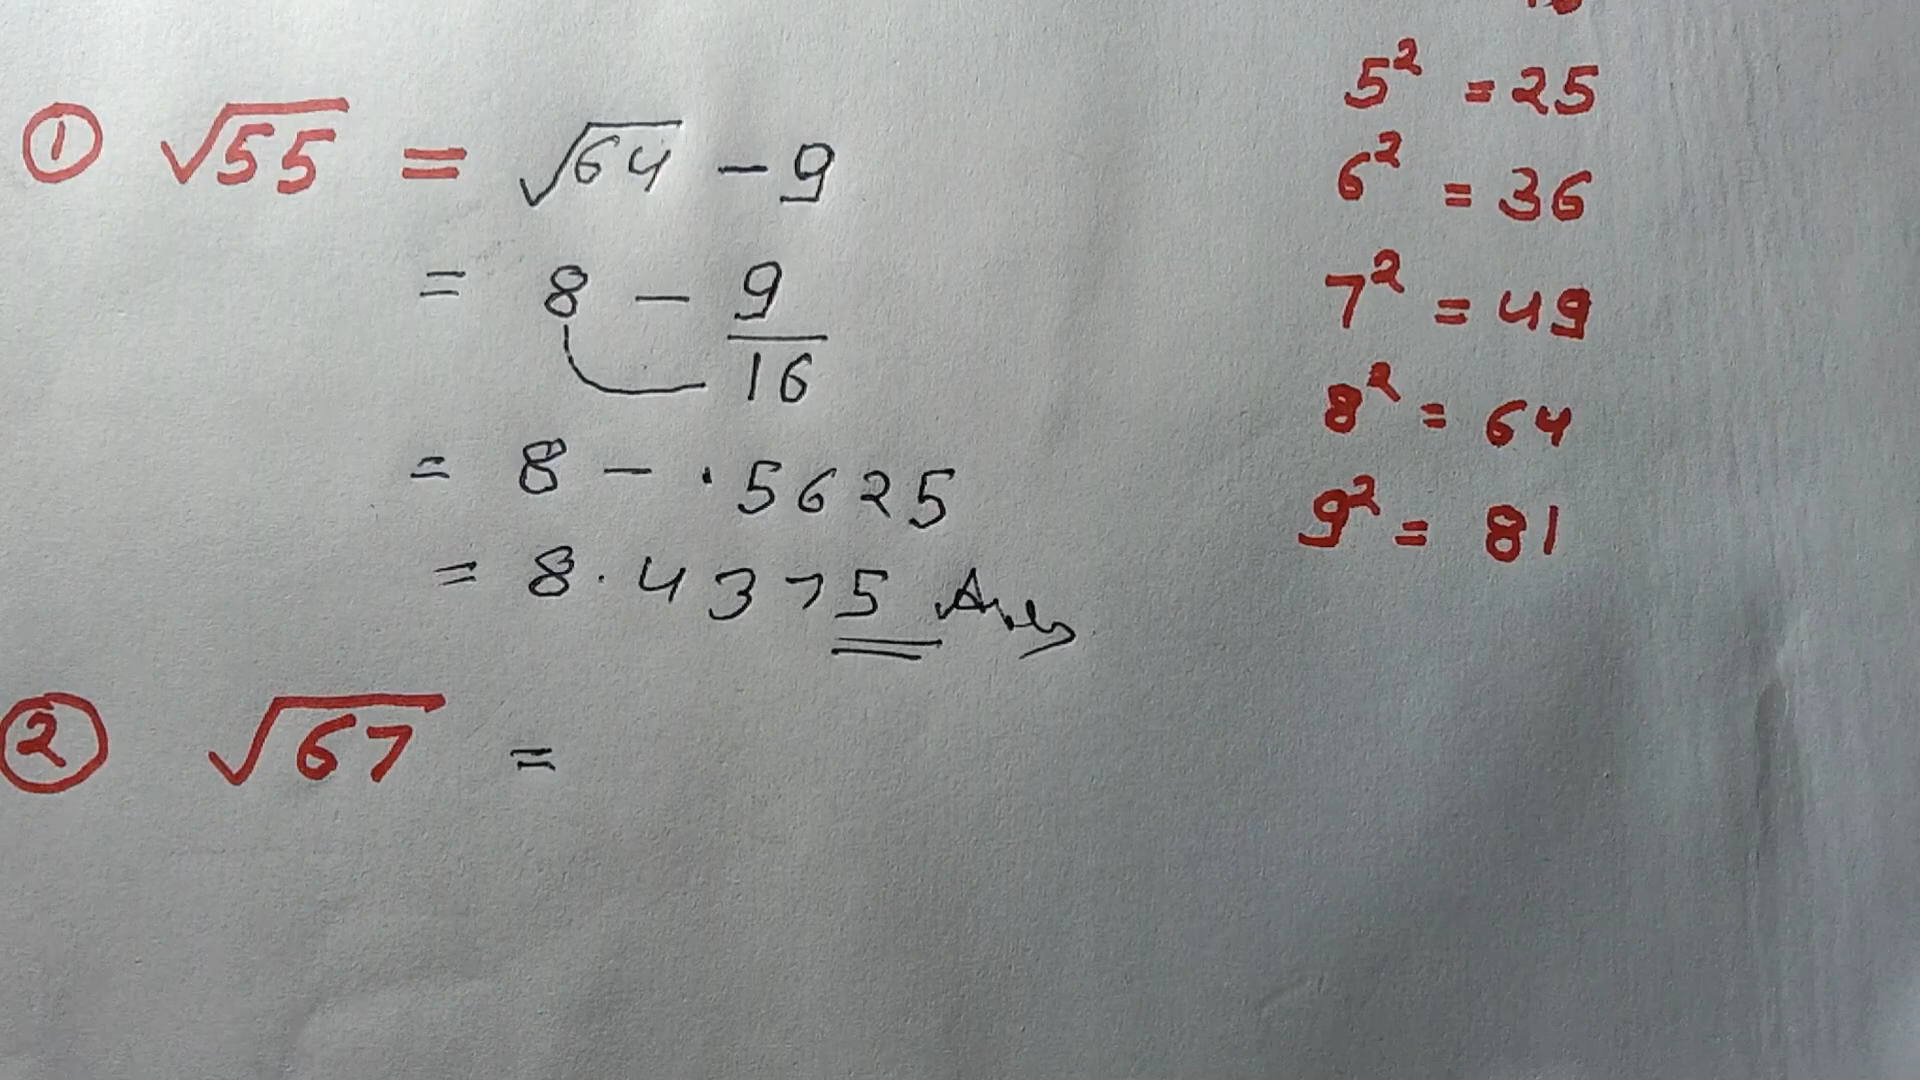 ① √55 = √64 - 9
= 8 - 9/16
= 8 - .5625
= 8.4375 Ans
② √67 =
5² = 25
6² = 36
7² = 49
8² = 64
9² = 81